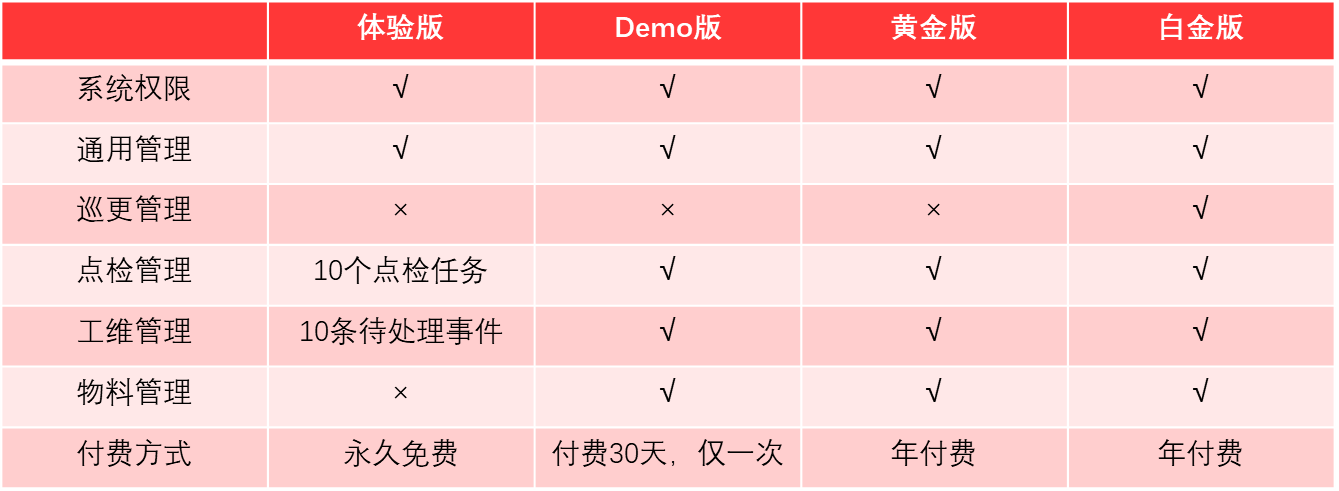 体验版 Demo版 黄金版 白金版
系统权限 √ √ √ √
通用管理 √ √ √ √
巡更管理 × × × √
点检管理 10个点检任务 √ √ √
工维管理 10条待处理事件 √ √ √
物料管理 × √ √ √
付费方式 永久免费 付费30天，仅一次 年付费 年付费